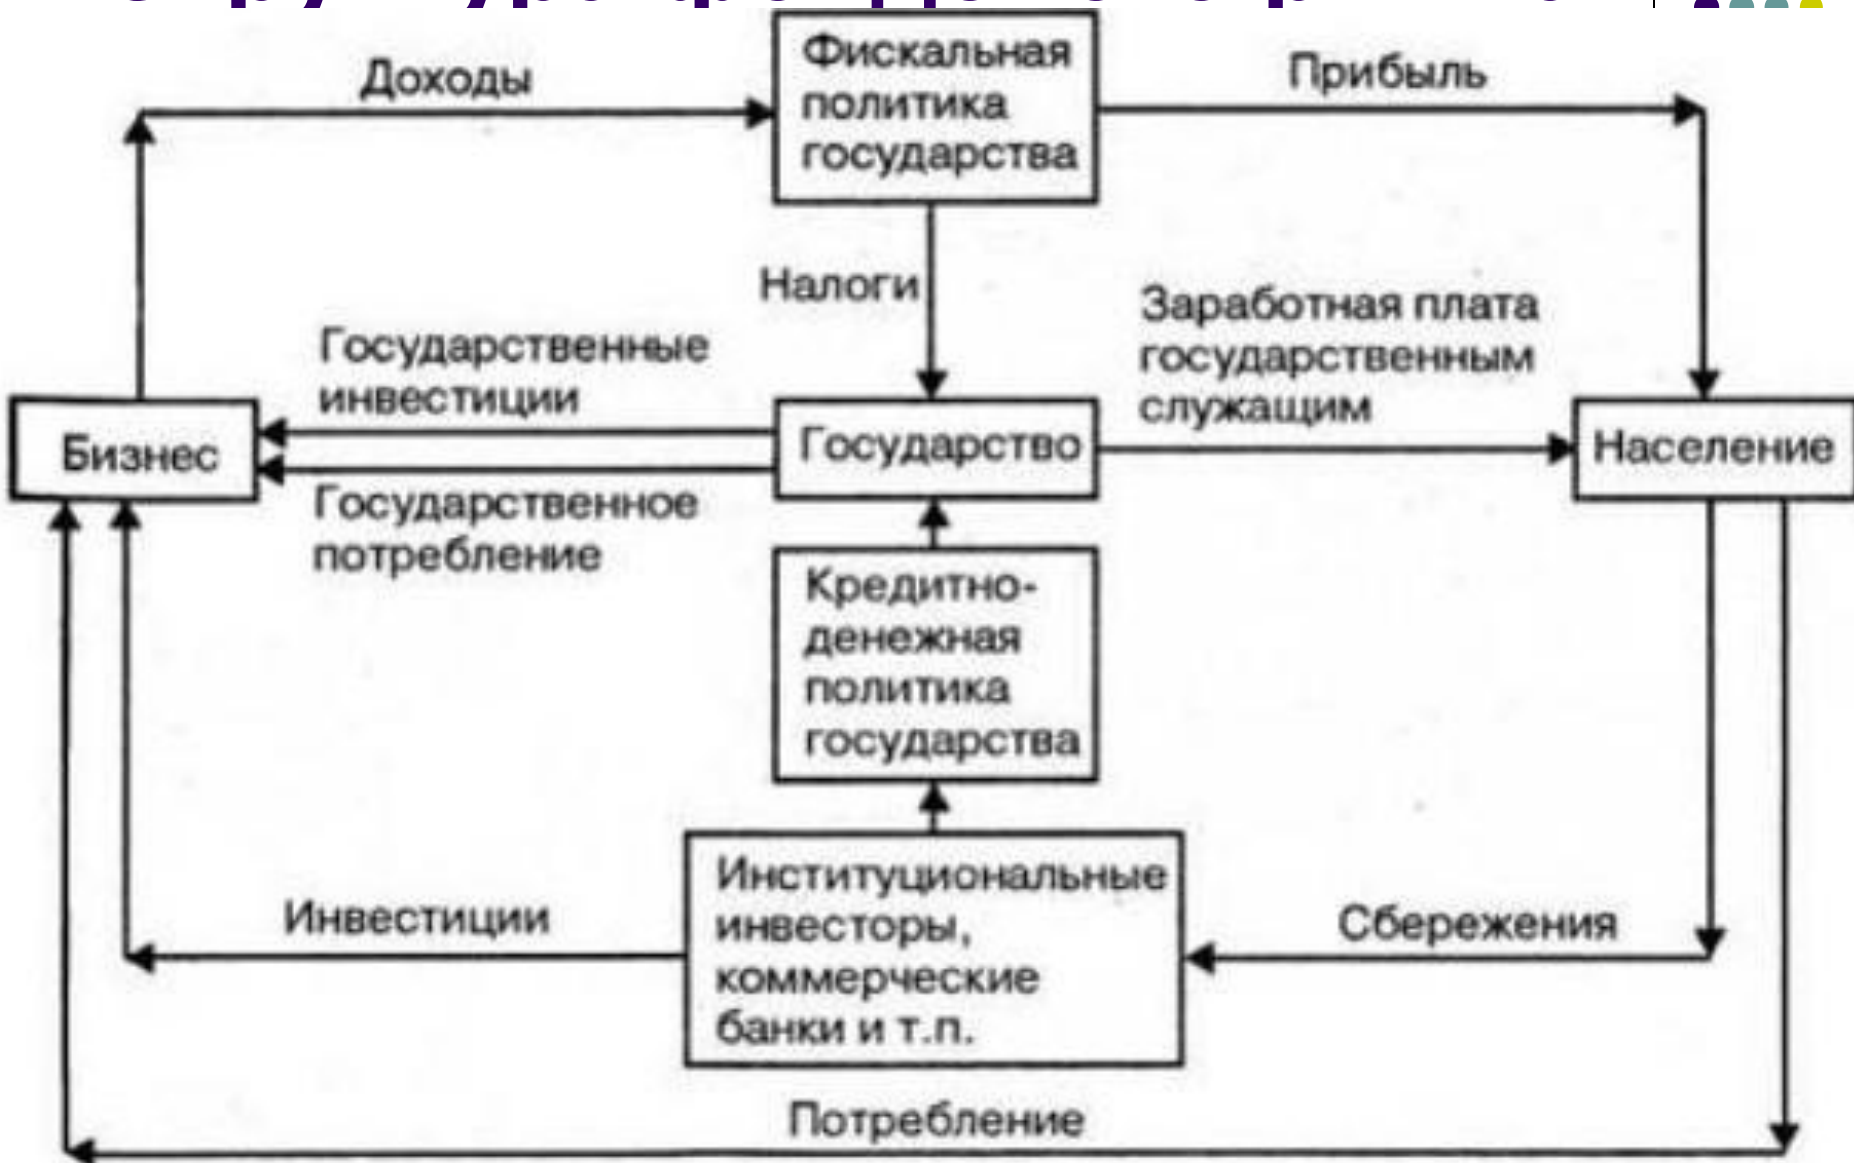 Доходы
Фискальная
политика
государства
Прибыль
Налоги
Заработная плата
государственным
служащим
Государственные
инвестиции
Бизнес
Государство
Население
Государственное
потребление
Кредитно-
денежная
политика
государства
Институциональные
инвесторы,
коммерческие
банки и т.п.
Инвестиции
Сбережения
Потребление